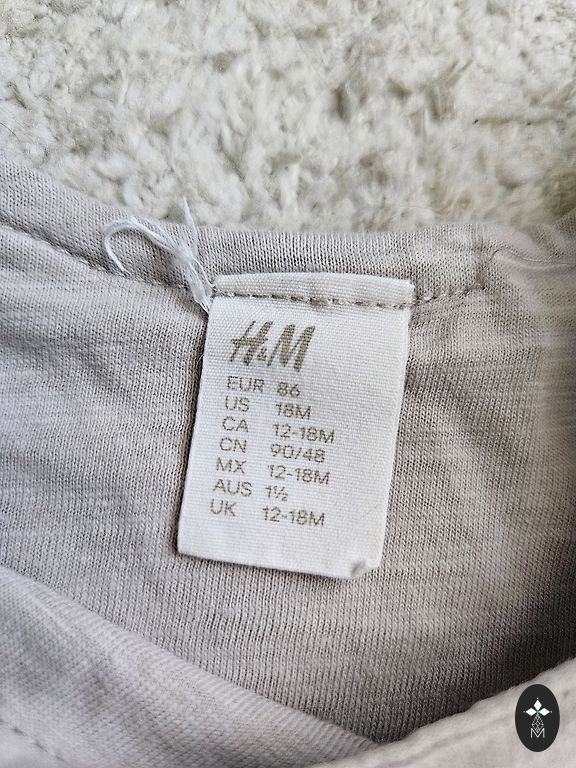 H&M
EUR 86
US 18M
CA 12-18M
CN 90/48
MX 12-18M
AUS 1½
UK 12-18M
M